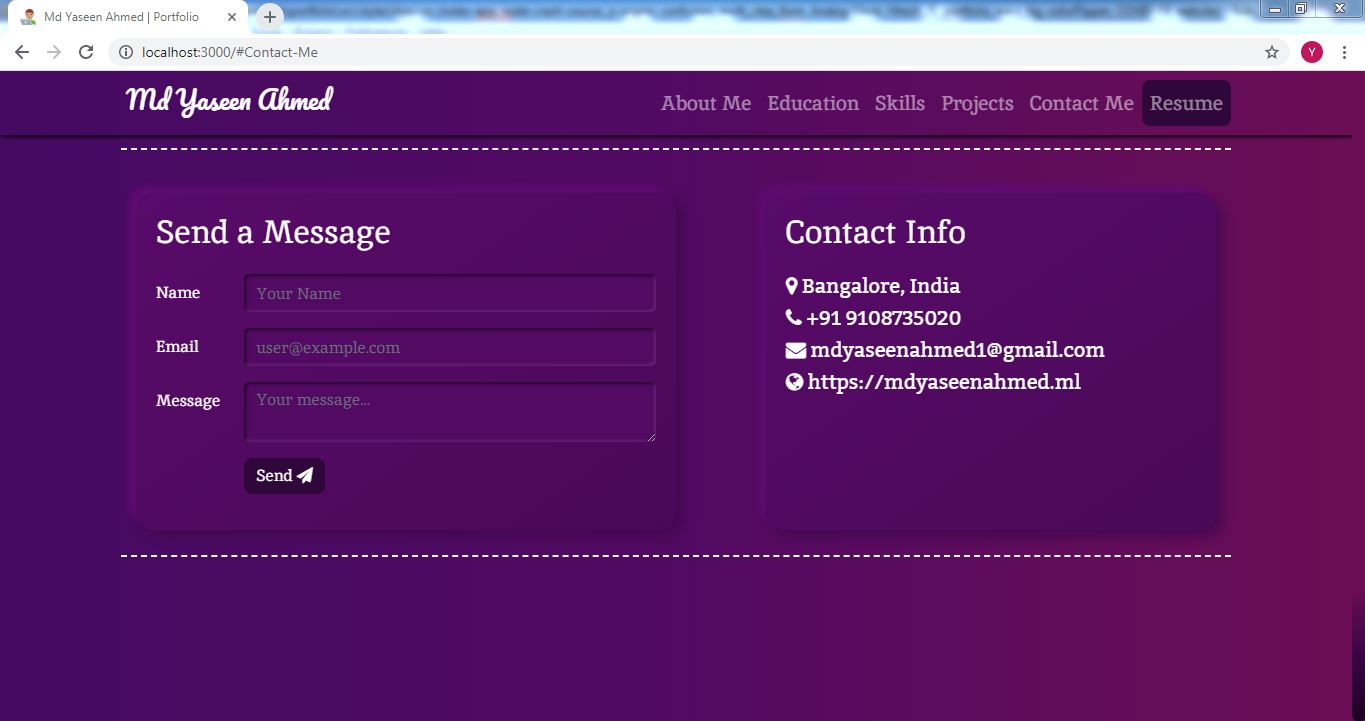 Md Yaseen Ahmed | Portfolio
localhost:3000/#Contact-Me
Y
Md Yaseen Ahmed
About Me Education Skills Projects Contact Me Resume
Send a Message
Name Your Name
Email user@example.com
Message Your message...
Send
Contact Info
Bangalore, India
+91 9108735020
mdyaseenahmed1@gmail.com
https://mdyaseenahmed.ml